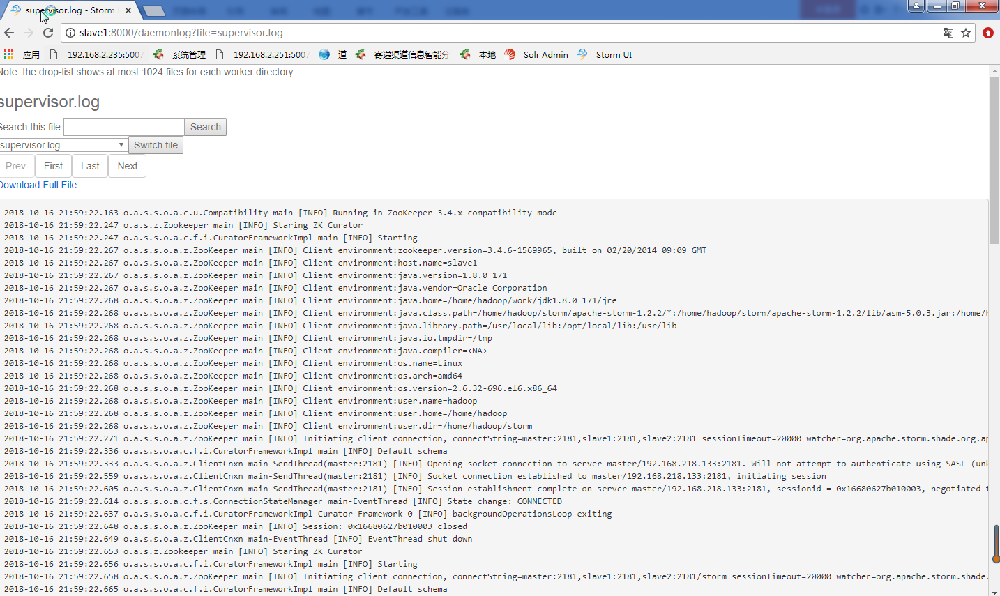 supervisor.log - Storm
slave1:8000/daemonlog?file=supervisor.log
应用 192.168.2.235:5007 系统管理 192.168.2.251:5007 道 寄递渠道信息智能分 本地 Solr Admin Storm UI
Note: the drop-list shows at most 1024 files for each worker directory.
supervisor.log
Search this file: Search
supervisor.log Switch file
Prev First Last Next
Download Full File
2018-10-16 21:59:22.163 o.a.s.s.o.a.c.u.Compatibility main [INFO] Running in ZooKeeper 3.4.x compatibility mode
2018-10-16 21:59:22.247 o.a.s.z.Zookeeper main [INFO] Staring ZK Curator
2018-10-16 21:59:22.247 o.a.s.s.o.a.c.f.i.CuratorFrameworkImpl main [INFO] Starting
2018-10-16 21:59:22.267 o.a.s.s.o.a.z.ZooKeeper main [INFO] Client environment:zookeeper.version=3.4.6-1569965, built on 02/20/2014 09:09 GMT
2018-10-16 21:59:22.267 o.a.s.s.o.a.z.ZooKeeper main [INFO] Client environment:host.name=slave1
2018-10-16 21:59:22.267 o.a.s.s.o.a.z.ZooKeeper main [INFO] Client environment:java.version=1.8.0_171
2018-10-16 21:59:22.267 o.a.s.s.o.a.z.ZooKeeper main [INFO] Client environment:java.vendor=Oracle Corporation
2018-10-16 21:59:22.268 o.a.s.s.o.a.z.ZooKeeper main [INFO] Client environment:java.home=/home/hadoop/work/jdk1.8.0_171/jre
2018-10-16 21:59:22.268 o.a.s.s.o.a.z.ZooKeeper main [INFO] Client environment:java.class.path=/home/hadoop/storm/apache-storm-1.2.2/*:/home/hadoop/storm/apache-storm-1.2.2/lib/asm-5.0.3.jar:/home/h
2018-10-16 21:59:22.268 o.a.s.s.o.a.z.ZooKeeper main [INFO] Client environment:java.library.path=/usr/local/lib:/opt/local/lib:/usr/lib
2018-10-16 21:59:22.268 o.a.s.s.o.a.z.ZooKeeper main [INFO] Client environment:java.io.tmpdir=/tmp
2018-10-16 21:59:22.268 o.a.s.s.o.a.z.ZooKeeper main [INFO] Client environment:java.compiler=<NA>
2018-10-16 21:59:22.268 o.a.s.s.o.a.z.ZooKeeper main [INFO] Client environment:os.name=Linux
2018-10-16 21:59:22.268 o.a.s.s.o.a.z.ZooKeeper main [INFO] Client environment:os.arch=amd64
2018-10-16 21:59:22.268 o.a.s.s.o.a.z.ZooKeeper main [INFO] Client environment:os.version=2.6.32-696.el6.x86_64
2018-10-16 21:59:22.268 o.a.s.s.o.a.z.ZooKeeper main [INFO] Client environment:user.name=hadoop
2018-10-16 21:59:22.268 o.a.s.s.o.a.z.ZooKeeper main [INFO] Client environment:user.home=/home/hadoop
2018-10-16 21:59:22.268 o.a.s.s.o.a.z.ZooKeeper main [INFO] Client environment:user.dir=/home/hadoop/storm
2018-10-16 21:59:22.271 o.a.s.s.o.a.z.ZooKeeper main [INFO] Initiating client connection, connectString=master:2181,slave1:2181,slave2:2181 sessionTimeout=20000 watcher=org.apache.storm.shade.org.ap
2018-10-16 21:59:22.336 o.a.s.s.o.a.c.f.i.CuratorFrameworkImpl main [INFO] Default schema
2018-10-16 21:59:22.333 o.a.s.s.o.a.z.ClientCnxn main-SendThread(master:2181) [INFO] Opening socket connection to server master/192.168.218.133:2181. Will not attempt to authenticate using SASL (unk
2018-10-16 21:59:22.559 o.a.s.s.o.a.z.ClientCnxn main-SendThread(master:2181) [INFO] Socket connection established to master/192.168.218.133:2181, initiating session
2018-10-16 21:59:22.605 o.a.s.s.o.a.z.ClientCnxn main-SendThread(master:2181) [INFO] Session establishment complete on server master/192.168.218.133:2181, sessionid = 0x16680627b010003, negotiated t
2018-10-16 21:59:22.614 o.a.s.s.o.a.c.f.s.ConnectionStateManager main-EventThread [INFO] State change: CONNECTED
2018-10-16 21:59:22.637 o.a.s.s.o.a.c.f.i.CuratorFrameworkImpl Curator-Framework-0 [INFO] backgroundOperationsLoop exiting
2018-10-16 21:59:22.648 o.a.s.s.o.a.z.ZooKeeper main [INFO] Session: 0x16680627b010003 closed
2018-10-16 21:59:22.649 o.a.s.s.o.a.z.ClientCnxn main-EventThread [INFO] EventThread shut down
2018-10-16 21:59:22.653 o.a.s.z.Zookeeper main [INFO] Staring ZK Curator
2018-10-16 21:59:22.656 o.a.s.s.o.a.c.f.i.CuratorFrameworkImpl main [INFO] Starting
2018-10-16 21:59:22.658 o.a.s.s.o.a.z.ZooKeeper main [INFO] Initiating client connection, connectString=master:2181,slave1:2181,slave2:2181/storm sessionTimeout=20000 watcher=org.apache.storm.shade.
2018-10-16 21:59:22.665 o.a.s.s.o.a.c.f.i.CuratorFrameworkImpl main [INFO] Default schema